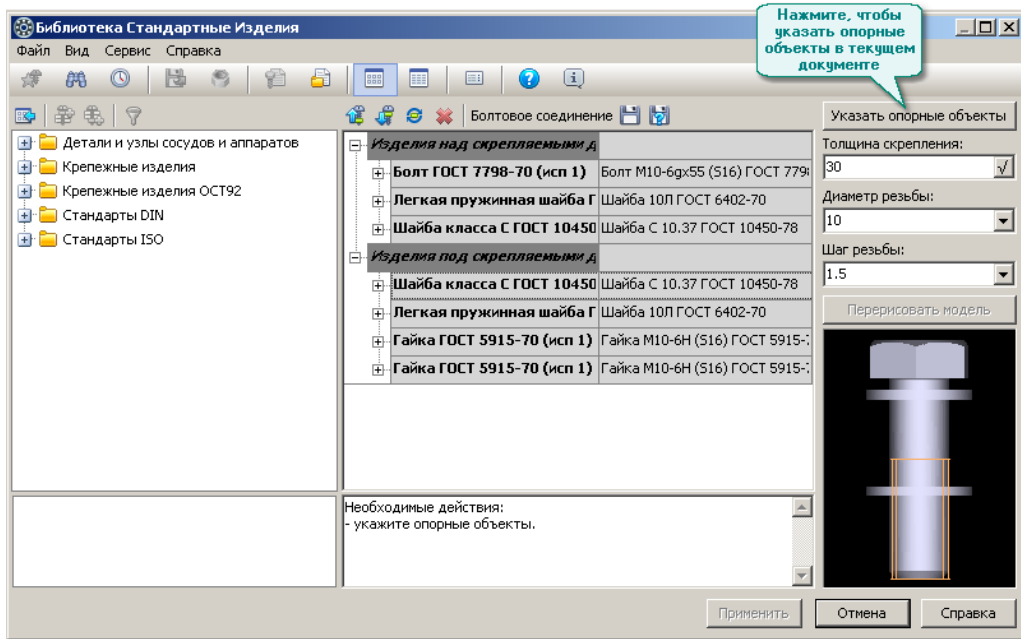 Библиотека Стандартные Изделия
Нажмите, чтобы
указать опорные
объекты в текущем
документе
Файл Вид Сервис Справка
Болтовое соединение
Указать опорные объекты
Детали и узлы сосудов и аппаратов
Крепежные изделия
Крепежные изделия ОСТ92
Стандарты DIN
Стандарты ISO
Изделия над скрепляемыми д
Болт ГОСТ 7798-70 (исп 1) Болт М10-6gx55 (S16) ГОСТ 779
Легкая пружинная шайба Г Шайба 10Л ГОСТ 6402-70
Шайба класса С ГОСТ 10450 Шайба С 10.37 ГОСТ 10450-78
Изделия под скрепляемыми д
Шайба класса С ГОСТ 10450 Шайба С 10.37 ГОСТ 10450-78
Легкая пружинная шайба Г Шайба 10Л ГОСТ 6402-70
Гайка ГОСТ 5915-70 (исп 1) Гайка М10-6Н (S16) ГОСТ 5915-
Гайка ГОСТ 5915-70 (исп 1) Гайка М10-6Н (S16) ГОСТ 5915-
Толщина скрепления:
30
Диаметр резьбы:
10
Шаг резьбы:
1.5
Перерисовать модель
Необходимые действия:
- укажите опорные объекты.
Применить Отмена Справка